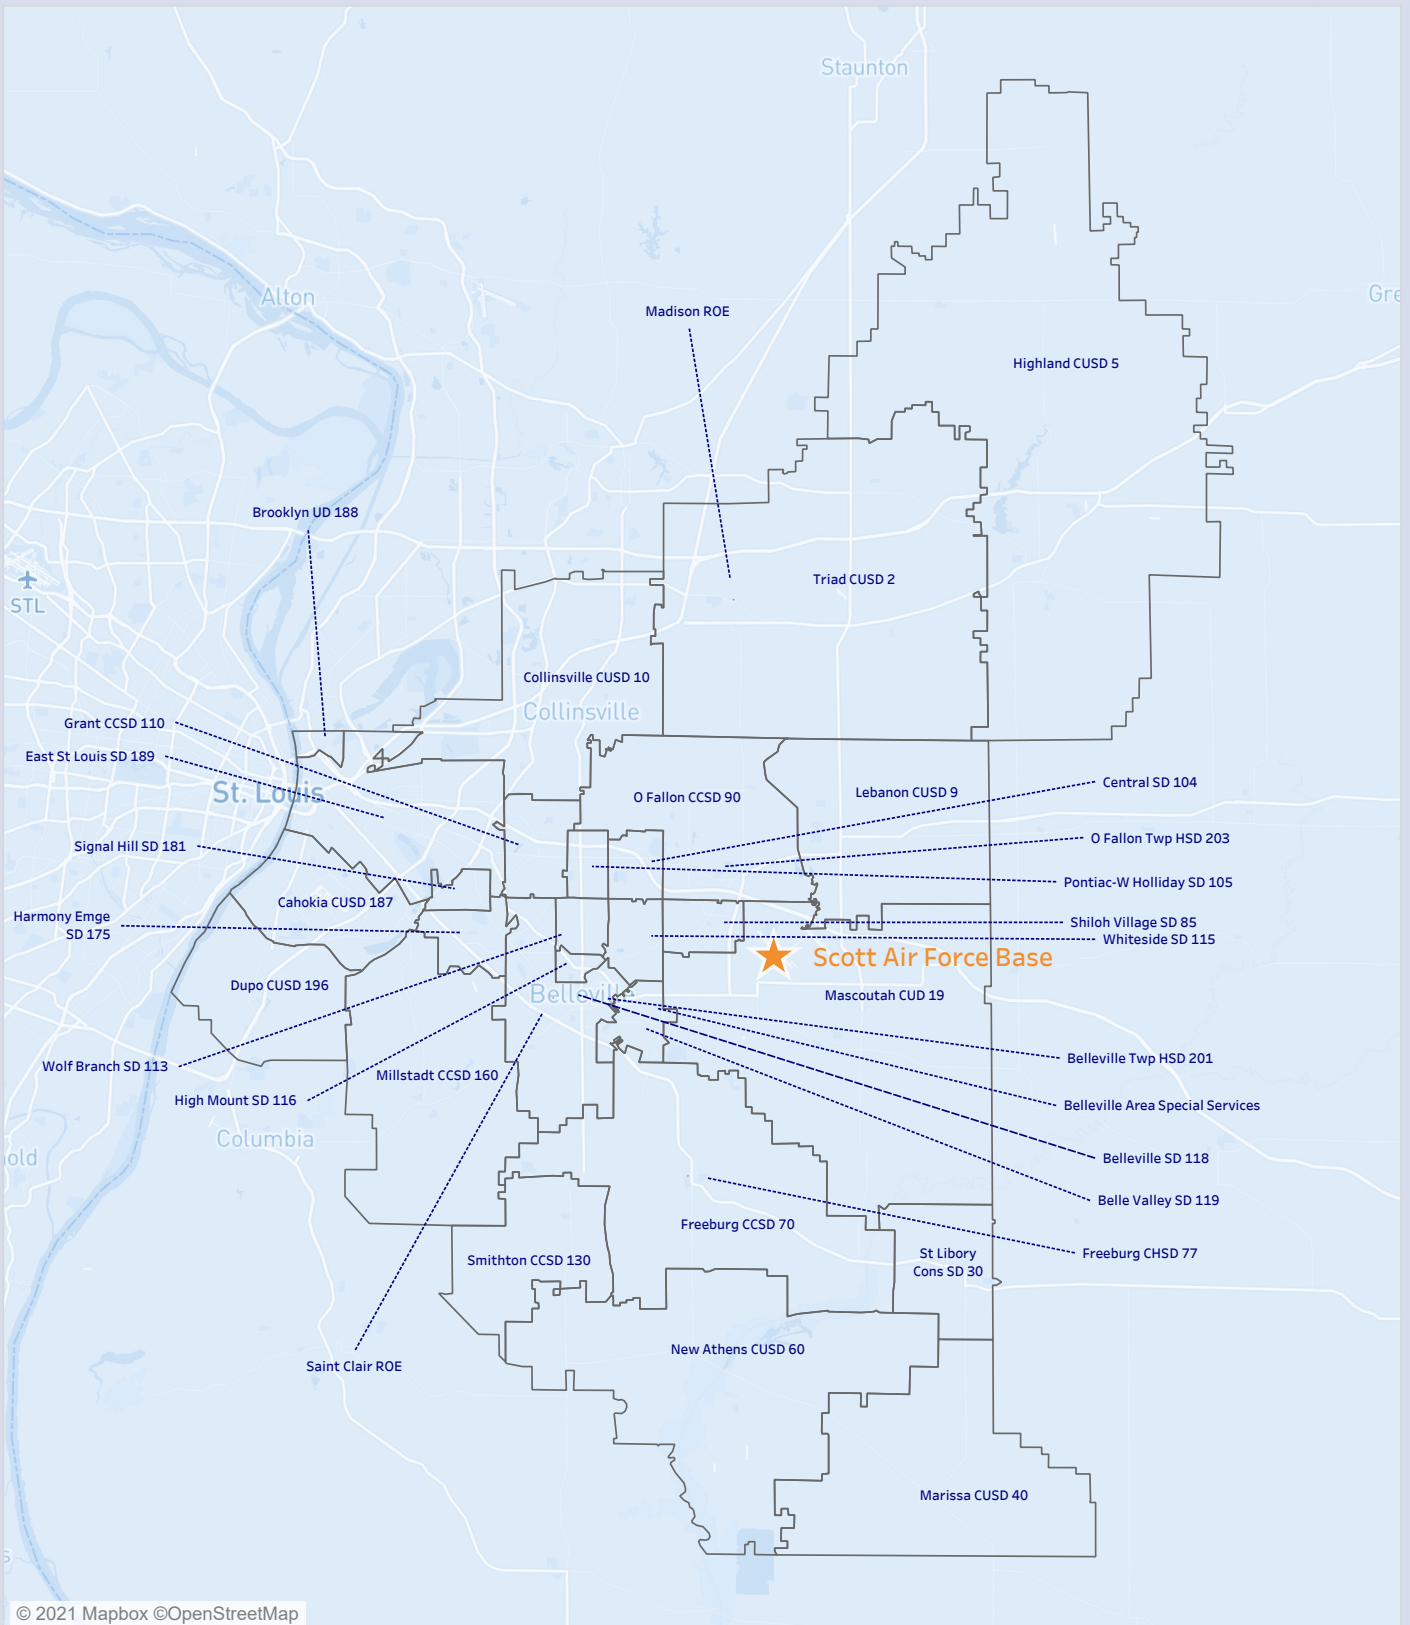 Staunton
Alton
Gre
Madison ROE
Highland CUSD 5
Brooklyn UD 188
STL
Triad CUSD 2
Collinsville CUSD 10
Collinsville
Grant CCSD 110
East St Louis SD 189
St. Louis
O Fallon CCSD 90
Lebanon CUSD 9
Central SD 104
O Fallon Twp HSD 203
Signal Hill SD 181
Pontiac-W Holliday SD 105
Cahokia CUSD 187
Harmony Emge
SD 175
Shiloh Village SD 85
Whiteside SD 115
Scott Air Force Base
Dupo CUSD 196
Belleville
Mascoutah CUD 19
Wolf Branch SD 113
Millstadt CCSD 160
Belleville Twp HSD 201
High Mount SD 116
Belleville Area Special Services
Columbia
old
Belleville SD 118
Belle Valley SD 119
Freeburg CCSD 70
Freeburg CHSD 77
Smithton CCSD 130
St Libory
Cons SD 30
New Athens CUSD 60
Saint Clair ROE
Marissa CUSD 40
s
© 2021 Mapbox ©OpenStreetMap